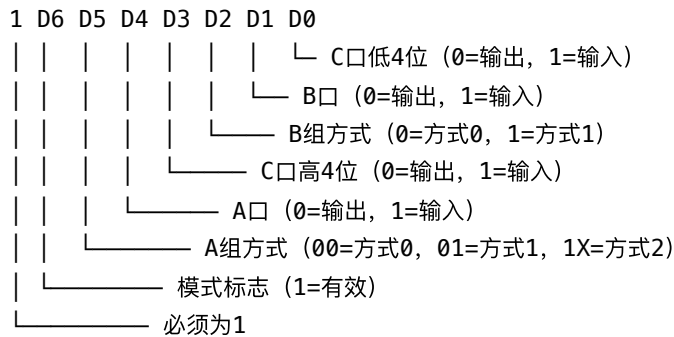 1 D6 D5 D4 D3 D2 D1 D0
│ │  │  │  │  │  │  └─ C口低4位（0=输出，1=输入）
│ │  │  │  │  │  └── B口（0=输出，1=输入）
│ │  │  │  │  └──── B组方式（0=方式0，1=方式1）
│ │  │  │  └───── C口高4位（0=输出，1=输入）
│ │  │  └────── A口（0=输出，1=输入）
│ │  └─────── A组方式（00=方式0，01=方式1，1X=方式2）
│ └──────── 模式标志（1=有效）
└───────── 必须为1